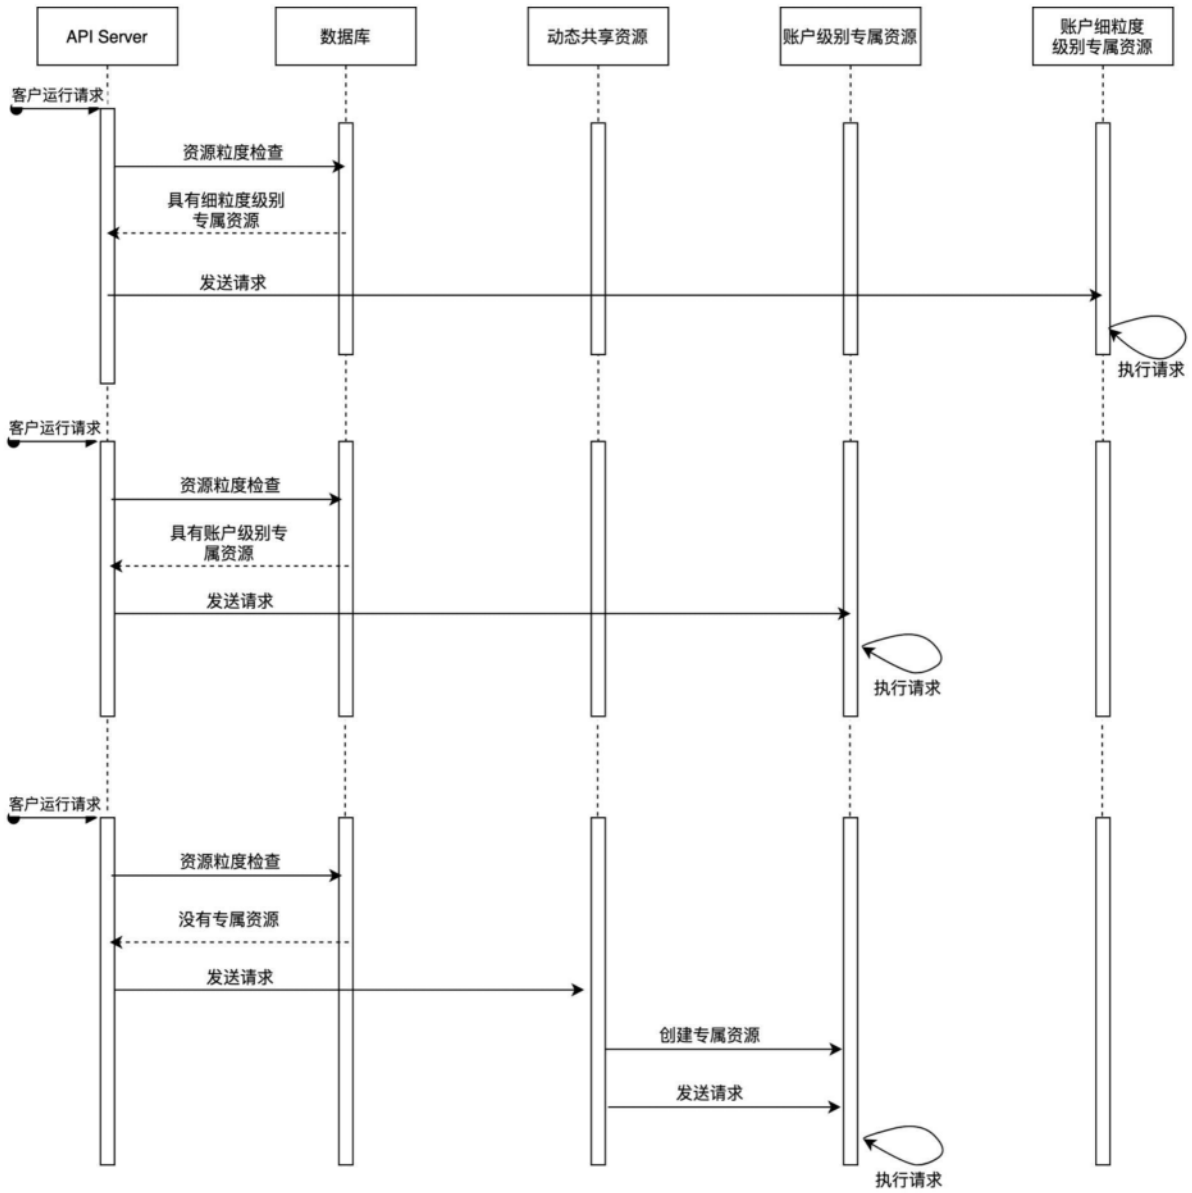 API Server
数据库
动态共享资源
账户级别专属资源
账户细粒度
级别专属资源
客户运行请求
资源粒度检查
具有细粒度级别
专属资源
发送请求
执行请求
客户运行请求
资源粒度检查
具有账户级别专
属资源
发送请求
执行请求
客户运行请求
资源粒度检查
没有专属资源
发送请求
创建专属资源
发送请求
执行请求